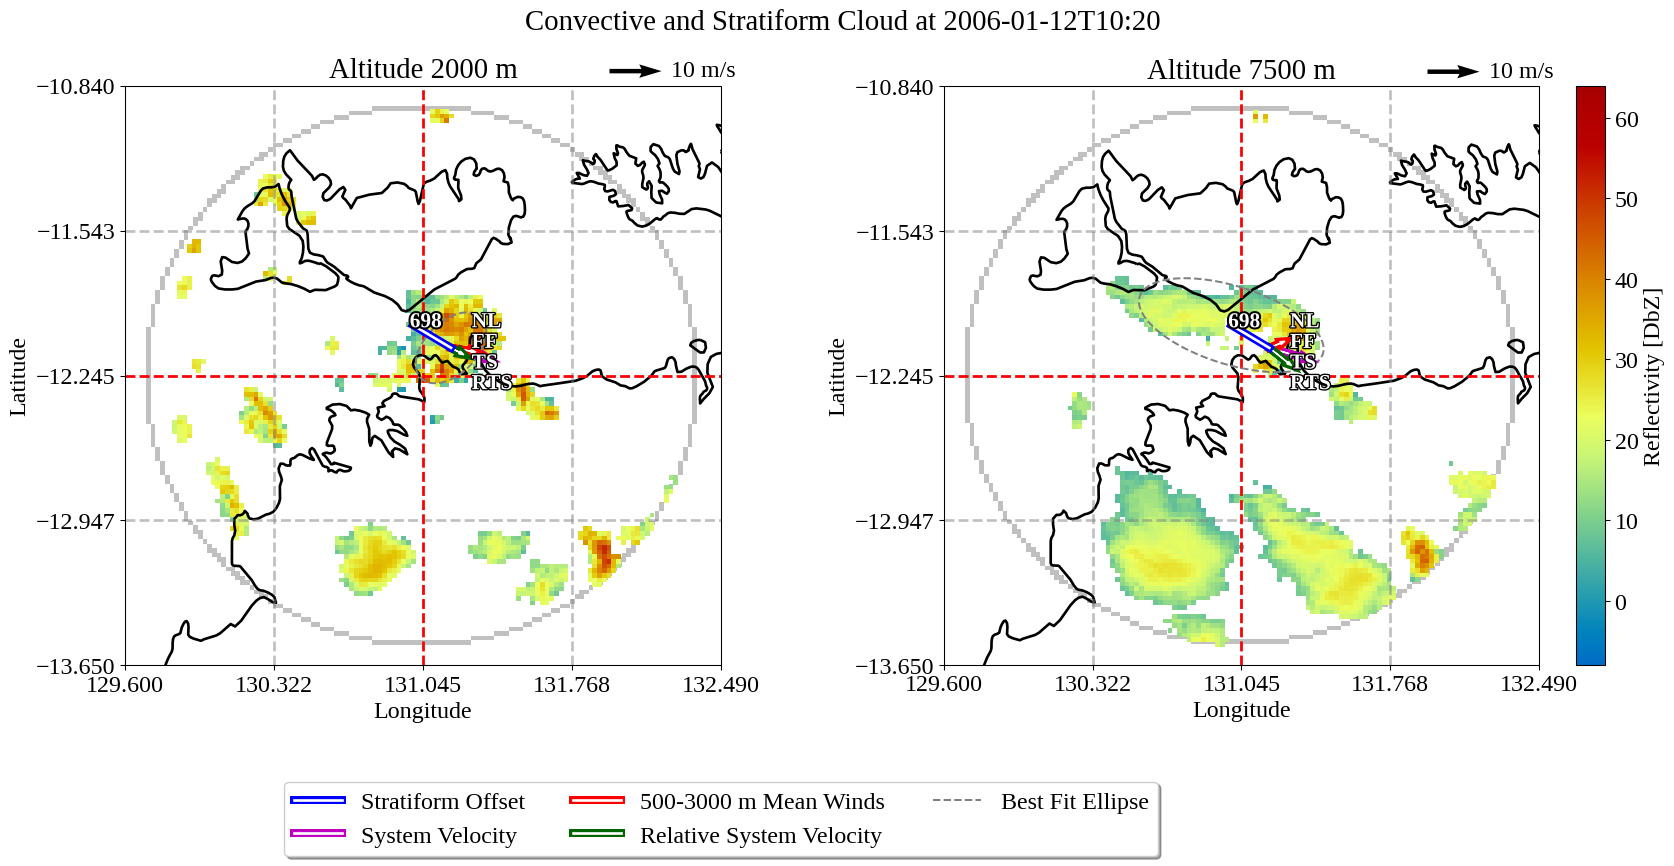 Convective and Stratiform Cloud at 2006-01-12T10:20
Altitude 2000 m
10 m/s
Altitude 7500 m
10 m/s
−10.840
−11.543
−12.245
−12.947
−13.650
Latitude
129.600
130.322
131.045
131.768
132.490
Longitude
698
NL
FF
TS
RTS
−10.840
−11.543
−12.245
−12.947
−13.650
Latitude
129.600
130.322
131.045
131.768
132.490
Longitude
698
NL
FF
TS
RTS
60
50
40
30
20
10
0
Reflectivity [DbZ]
Stratiform Offset
System Velocity
500-3000 m Mean Winds
Relative System Velocity
Best Fit Ellipse